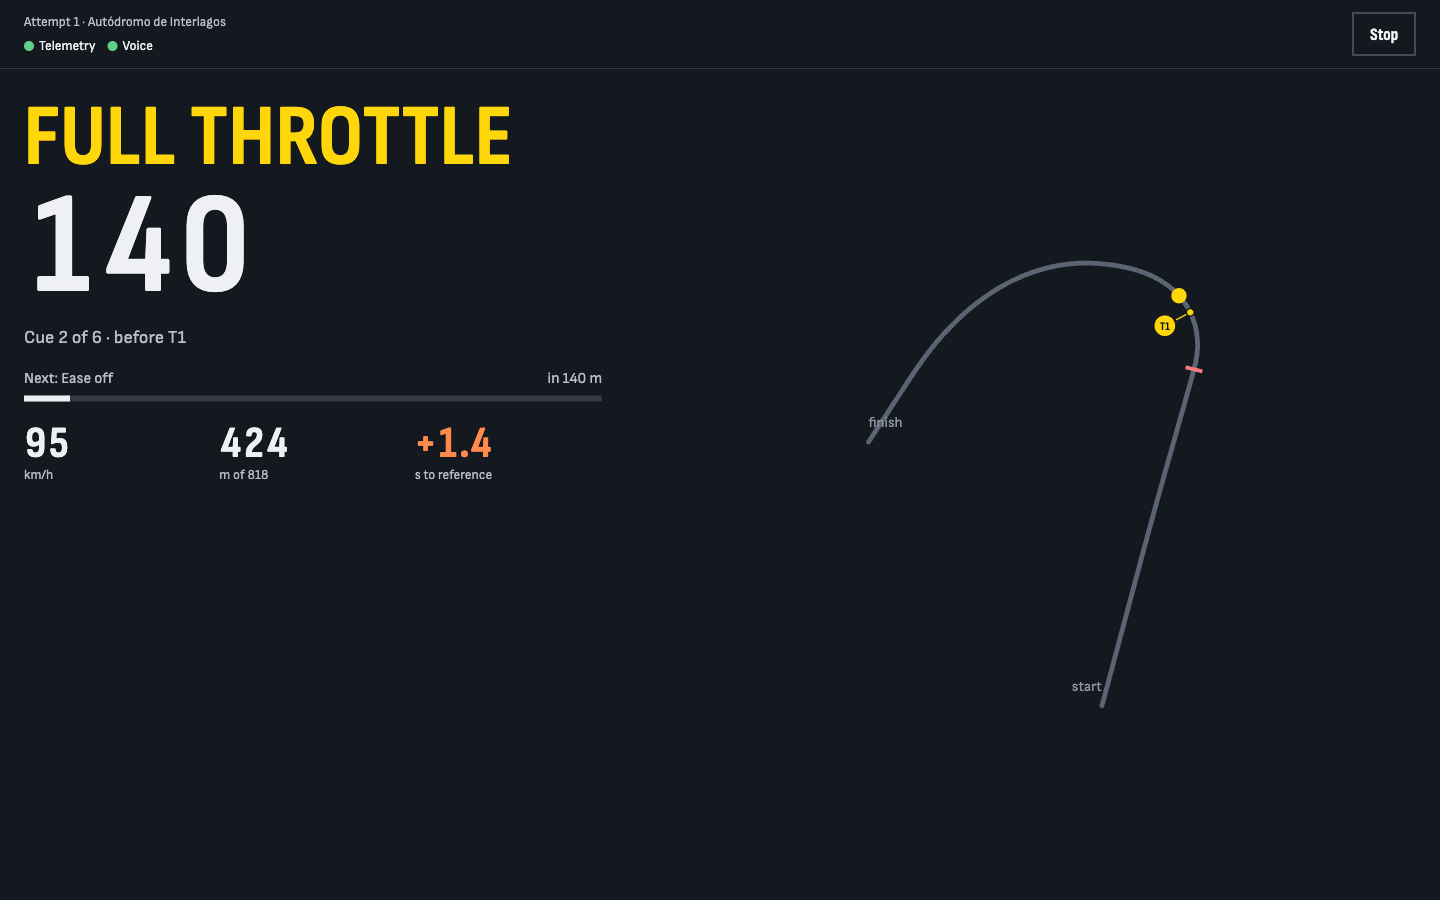 Attempt 1 · Autódromo de Interlagos
Telemetry Voice
Stop
FULL THROTTLE
140
Cue 2 of 6 · before T1
Next: Ease off in 140 m
95 424 +1.4
km/h m of 818 s to reference
T1
finish
start